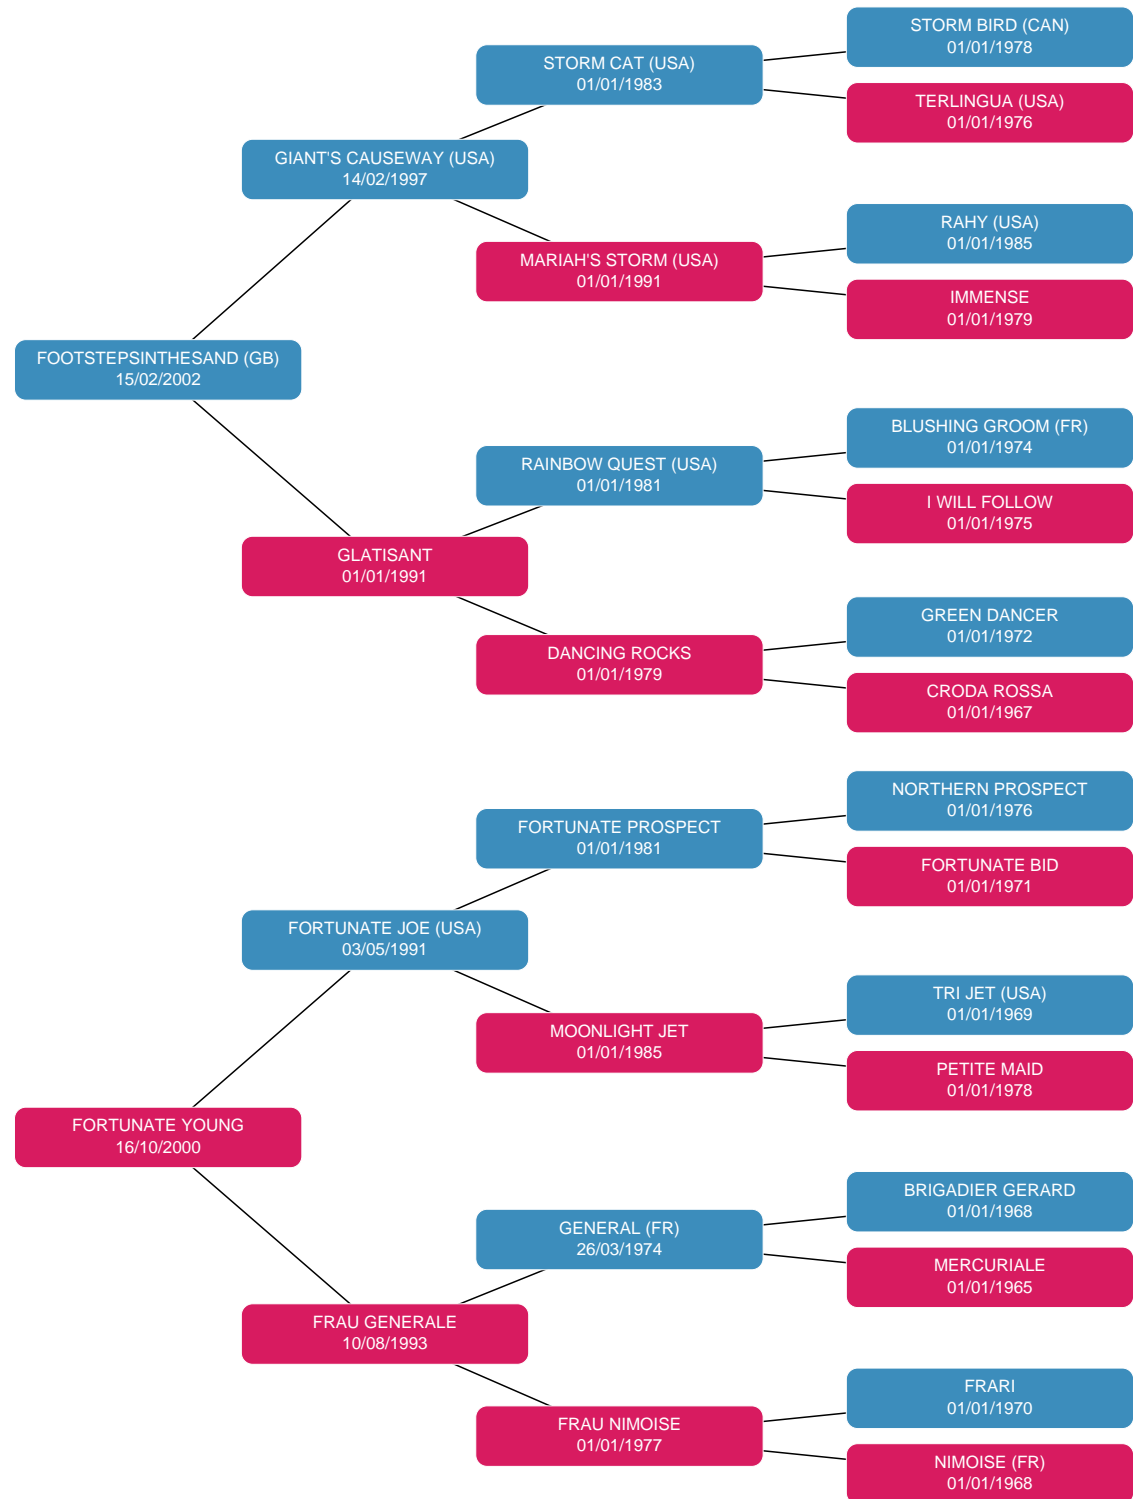 STORM BIRD (CAN)
01/01/1978
STORM CAT (USA)
01/01/1983
TERLINGUA (USA)
01/01/1976
GIANT'S CAUSEWAY (USA)
14/02/1997
RAHY (USA)
01/01/1985
MARIAH'S STORM (USA)
01/01/1991
IMMENSE
01/01/1979
FOOTSTEPSINTHESAND (GB)
15/02/2002
BLUSHING GROOM (FR)
01/01/1974
RAINBOW QUEST (USA)
01/01/1981
I WILL FOLLOW
01/01/1975
GLATISANT
01/01/1991
GREEN DANCER
01/01/1972
DANCING ROCKS
01/01/1979
CRODA ROSSA
01/01/1967
NORTHERN PROSPECT
01/01/1976
FORTUNATE PROSPECT
01/01/1981
FORTUNATE BID
01/01/1971
FORTUNATE JOE (USA)
03/05/1991
TRI JET (USA)
01/01/1969
MOONLIGHT JET
01/01/1985
PETITE MAID
01/01/1978
FORTUNATE YOUNG
16/10/2000
BRIGADIER GERARD
01/01/1968
GENERAL (FR)
26/03/1974
MERCURIALE
01/01/1965
FRAU GENERALE
10/08/1993
FRARI
01/01/1970
FRAU NIMOISE
01/01/1977
NIMOISE (FR)
01/01/1968